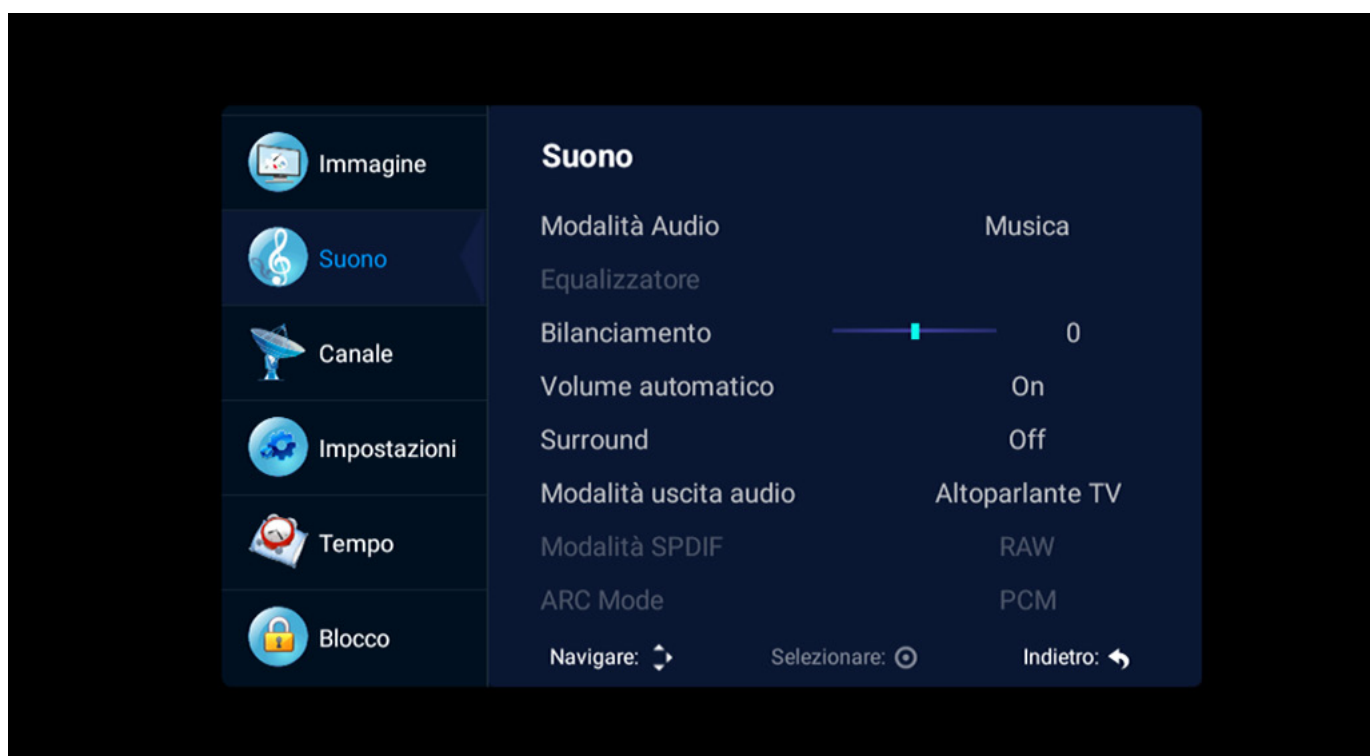 Immagine
Suono
Canale
Impostazioni
Tempo
Blocco
Suono
Modalità Audio Musica
Equalizzatore
Bilanciamento 0
Volume automatico On
Surround Off
Modalità uscita audio Altoparlante TV
Modalità SPDIF RAW
ARC Mode PCM
Navigare: Selezionare: Indietro: